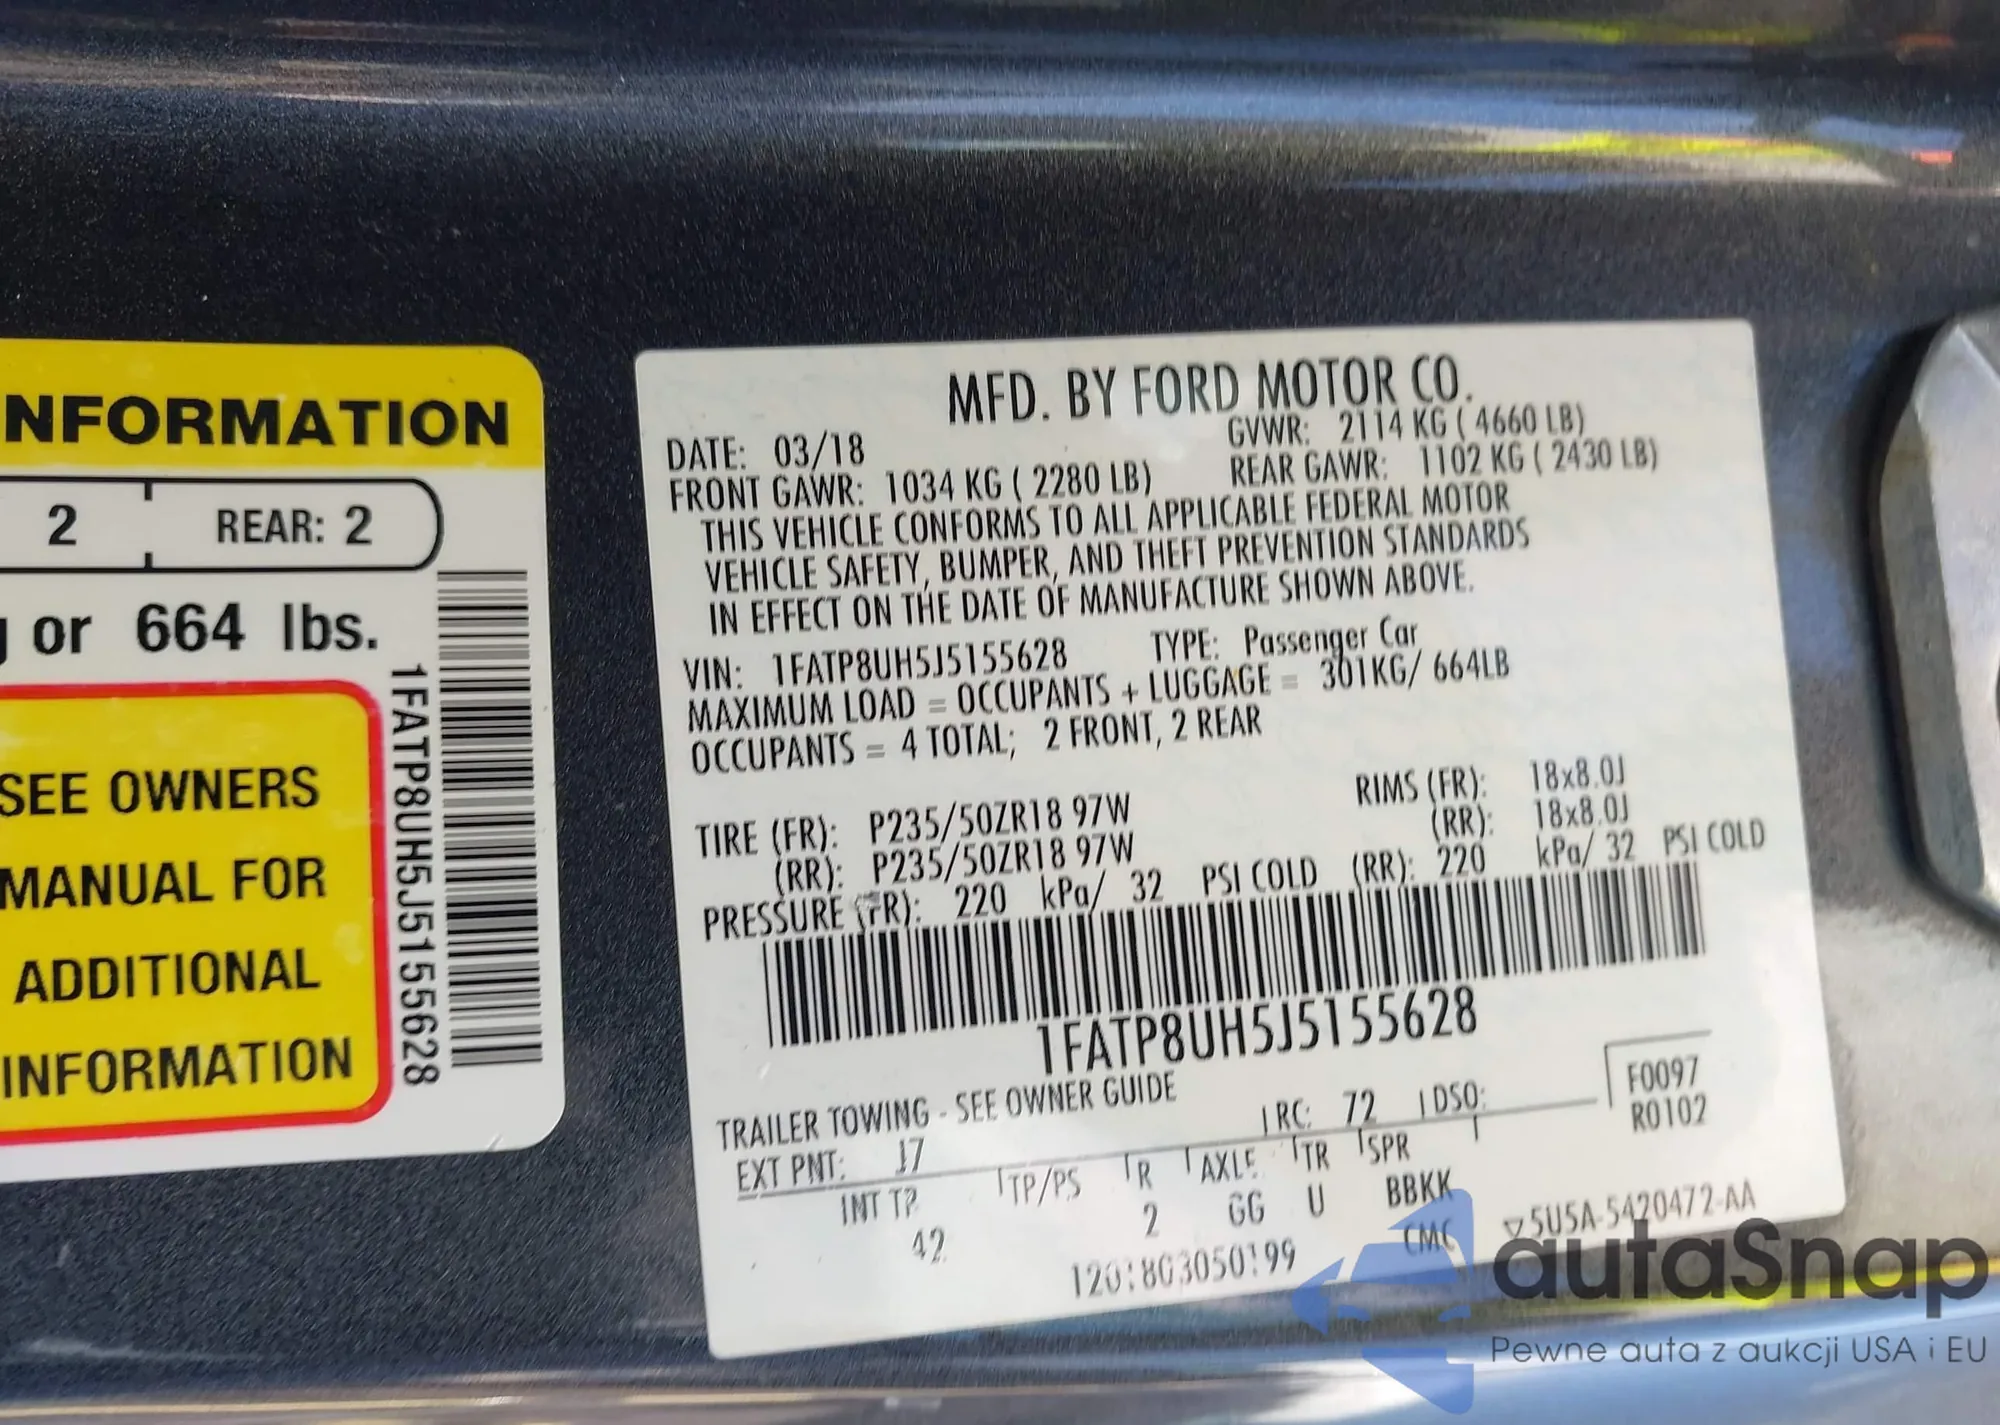 NFORMATION
2 REAR: 2
or 664 lbs.
SEE OWNERS
MANUAL FOR
ADDITIONAL
INFORMATION
1FATP8UH5J5155628
MFD. BY FORD MOTOR CO.
DATE: 03/18 GVWR: 2114 KG ( 4660 LB)
FRONT GAWR: 1034 KG ( 2280 LB) REAR GAWR: 1102 KG ( 2430 LB)
THIS VEHICLE CONFORMS TO ALL APPLICABLE FEDERAL MOTOR
VEHICLE SAFETY, BUMPER, AND THEFT PREVENTION STANDARDS
IN EFFECT ON THE DATE OF MANUFACTURE SHOWN ABOVE.
VIN: 1FATP8UH5J5155628 TYPE: Passenger Car
MAXIMUM LOAD = OCCUPANTS + LUGGAGE = 301KG/ 664LB
OCCUPANTS = 4 TOTAL; 2 FRONT, 2 REAR
TIRE (FR): P235/50ZR18 97W RIMS (FR): 18x8.0J
(RR): P235/50ZR18 97W (RR): 18x8.0J
PRESSURE (FR): 220 kPa/ 32 PSI COLD (RR): 220 kPa/ 32 PSI COLD
1FATP8UH5J5155628
TRAILER TOWING - SEE OWNER GUIDE
F0097
R0102
EXT PNT: J7 RC: 72 DSO:
INT TR TP/PS R AXLE TR SPR
42 2 GG U BBKK
1201803050199 CMC ▽5U5A-5420472-AA
autaSnap
Pewne auta z aukcji USA i EU